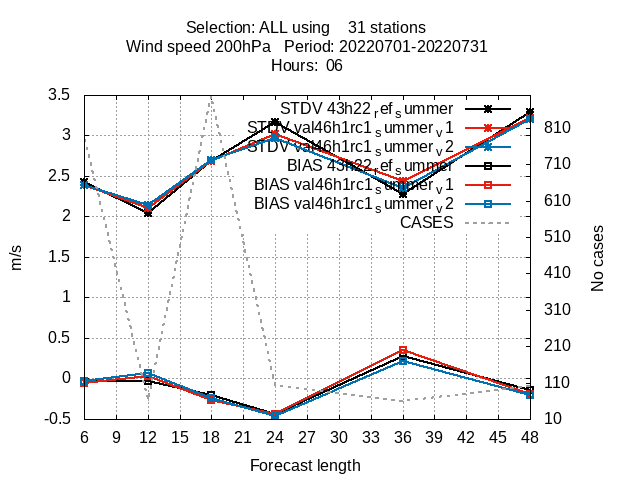 Selection: ALL using    31 stations
Wind speed 200hPa   Period: 20220701-20220731
Hours:  06
STDV 43h22_ref_summer
STDV val46h1rc1_summer_v1
STDV val46h1rc1_summer_v2
BIAS 43h22_ref_summer
BIAS val46h1rc1_summer_v1
BIAS val46h1rc1_summer_v2
CASES
3.5
3
2.5
2
1.5
1
0.5
0
-0.5
m/s
810
710
610
510
410
310
210
110
10
No cases
6 9 12 15 18 21 24 27 30 33 36 39 42 45 48
Forecast length